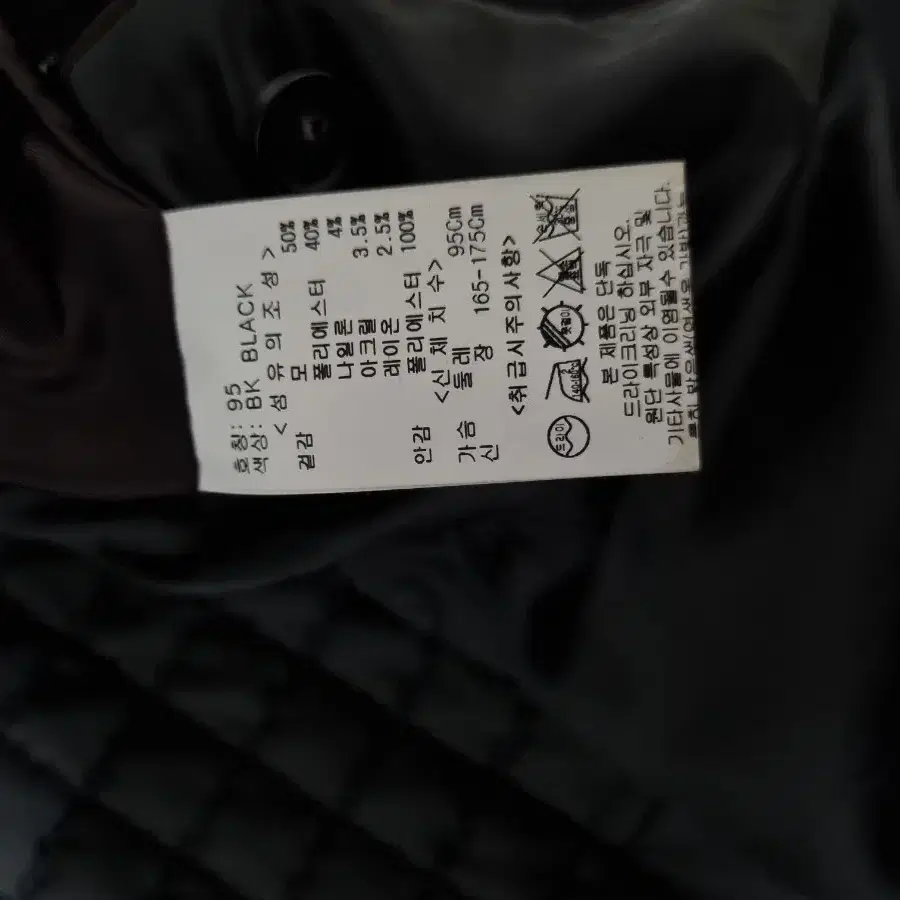 호칭: 95
색상: BK BLACK
< 섬 유 의 조 성 >
겉감 모 50%
폴리에스터 40%
나일론 4%
아크릴 3.5%
레이온 2.5%
안감 폴리에스터 100%
<신 체 치 수>
가슴둘레 95Cm
신 장 165-175Cm
<취급시 주의사항>
드라이
본 제품은 단독
드라이크리닝 하십시오.
원단 특성상 외부 자극 및
기타사물에 이염될수 있습니다.